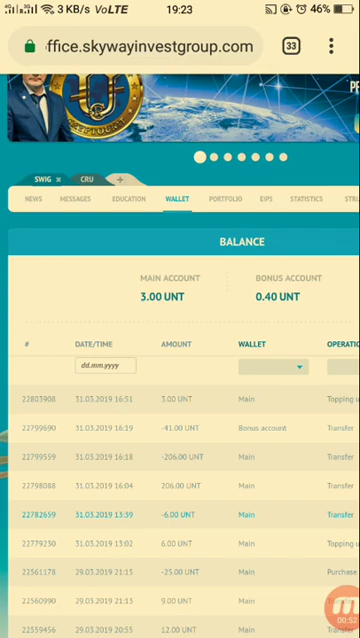 3 KB/s VoLTE 19:23 46%
ffice.skywayinvestgroup.com 33
SWIG × CRU +
NEWS MESSAGES EDUCATION WALLET PORTFOLIO EIPS STATISTICS STRU
BALANCE
MAIN ACCOUNT BONUS ACCOUNT
3.00 UNT 0.40 UNT
# DATE/TIME AMOUNT WALLET OPERATIO
dd.mm.yyyy
22803908 31.03.2019 16:51 3.00 UNT Main Topping u
22799690 31.03.2019 16:19 -41.00 UNT Bonus account Transfer
22799559 31.03.2019 16:18 -206.00 UNT Main Transfer
22798088 31.03.2019 16:04 206.00 UNT Main Transfer
22782659 31.03.2019 13:39 -6.00 UNT Main Transfer
22779230 31.03.2019 13:02 6.00 UNT Main Topping u
22561178 29.03.2019 21:15 -25.00 UNT Main Purchase
22560990 29.03.2019 21:15 9.00 UNT Main
22559456 29.03.2019 20:55 12.00 UNT Main Transfer